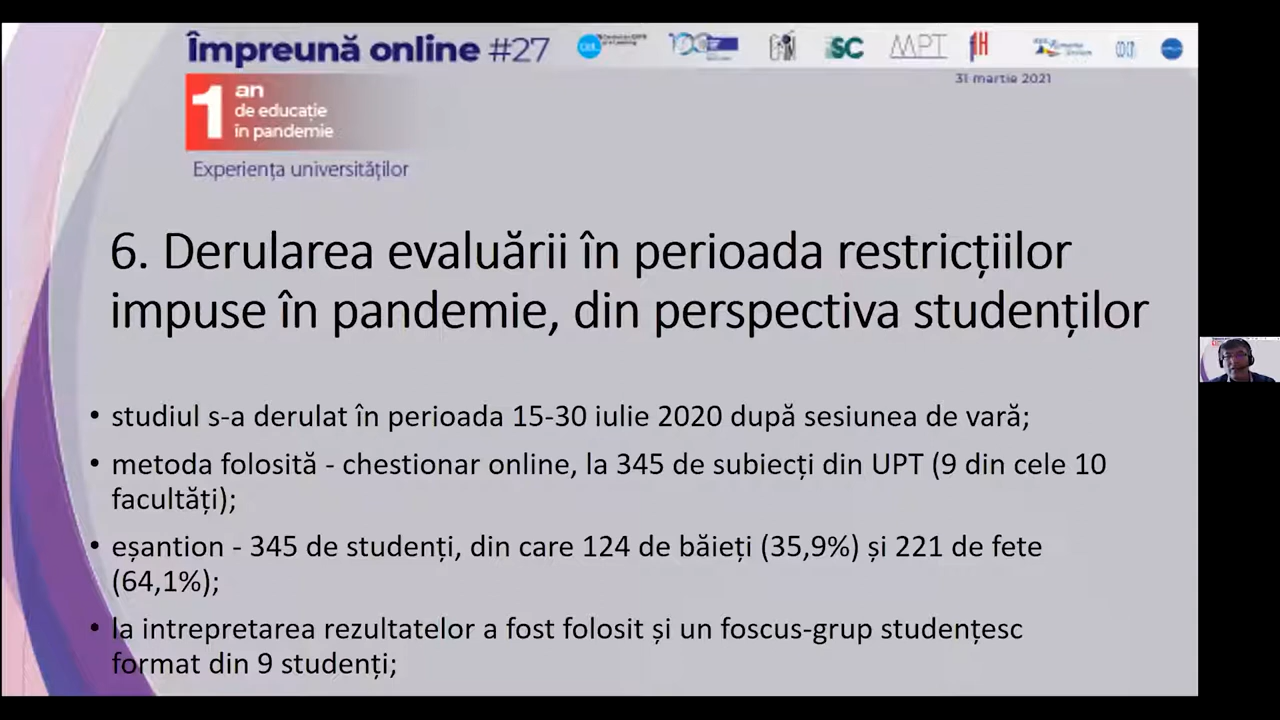 Împreună online #27
31 martie 2021
1 an
de educație
în pandemie
Experiența universităților
6. Derularea evaluării în perioada restricțiilor
impuse în pandemie, din perspectiva studenților
• studiul s-a derulat în perioada 15-30 iulie 2020 după sesiunea de vară;
• metoda folosită - chestionar online, la 345 de subiecți din UPT (9 din cele 10
facultăți);
• eșantion - 345 de studenți, din care 124 de băieți (35,9%) și 221 de fete
(64,1%);
• la intrepretarea rezultatelor a fost folosit și un foscus-grup studențesc
format din 9 studenți;